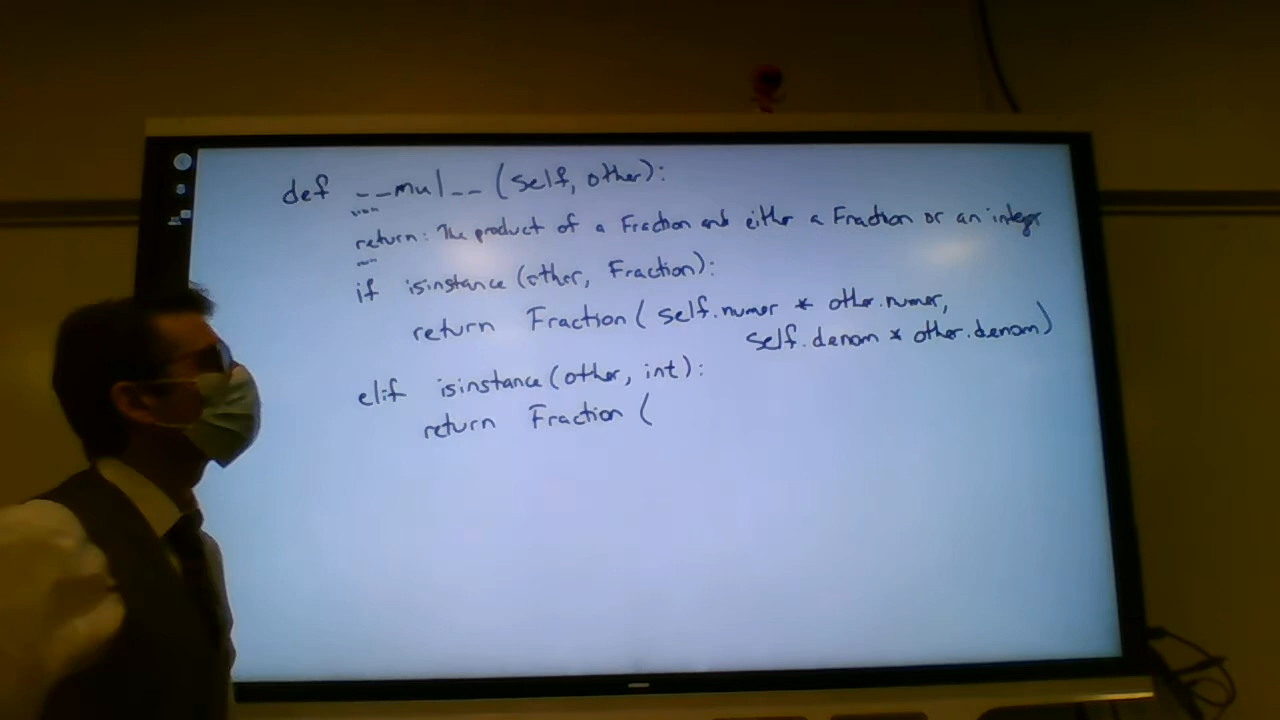 def __mul__ (self, other):
"""
return: The product of a Fraction and either a Fraction or an integer
"""
if isinstance (other, Fraction):
return Fraction ( self.numer * other.numer,
self.denom * other.denom)
elif isinstance (other, int):
return Fraction (